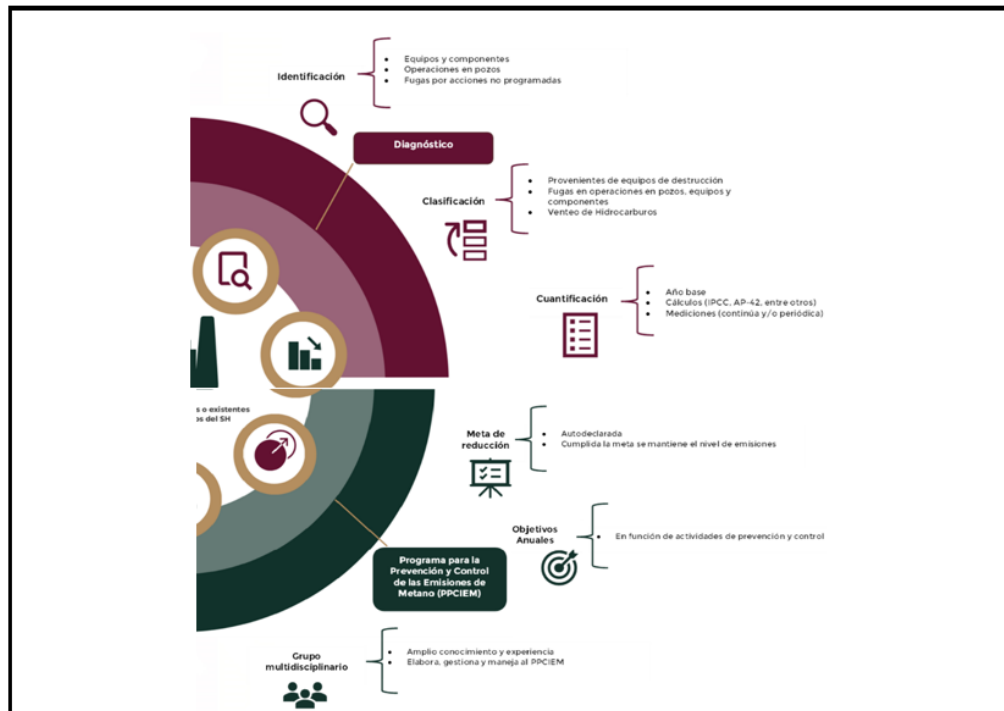 Identificación
Equipos y componentes
Operaciones en pozos
Fugas por acciones no programadas
Diagnóstico
Clasificación
Provenientes de equipos de destrucción
Fugas en operaciones en pozos, equipos y
componentes
Venteo de Hidrocarburos
Cuantificación
Año base
Cálculos (IPCC, AP-42, entre otros)
Mediciones (continúa y/o periódica)
s o existentes
os del SH
Meta de
reducción
Autodeclarada
Cumplida la meta se mantiene el nivel de emisiones
Objetivos
Anuales
En función de actividades de prevención y control
Programa para la
Prevención y Control
de las Emisiones de
Metano (PPCIEM)
Grupo
multidisciplinario
Amplio conocimiento y experiencia
Elabora, gestiona y maneja al PPCIEM